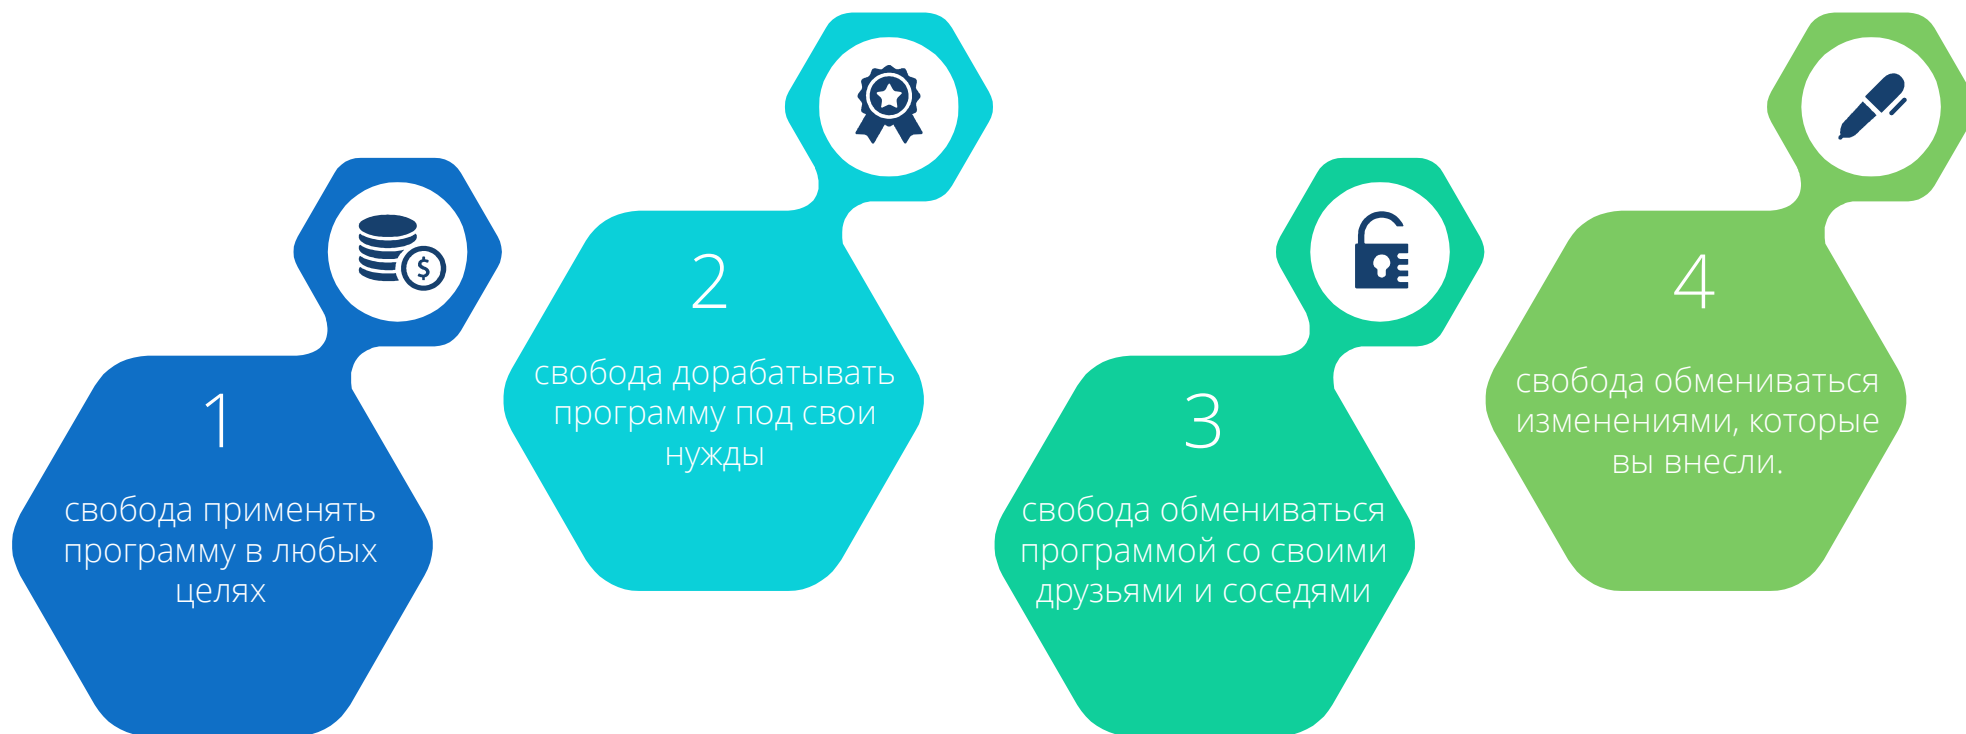 1
свобода применять
программу в любых
целях
2
свобода дорабатывать
программу под свои
нужды
3
свобода обмениваться
программой со своими
друзьями и соседями
4
свобода обмениваться
изменениями, которые
вы внесли.
$